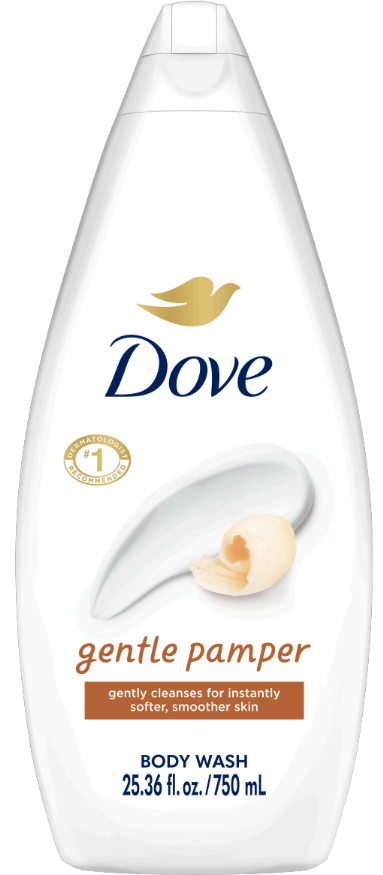 Dove
DERMATOLOGIST
#1
RECOMMENDED
gentle pamper
gently cleanses for instantly
softer, smoother skin
BODY WASH
25.36 fl. oz. / 750 mL